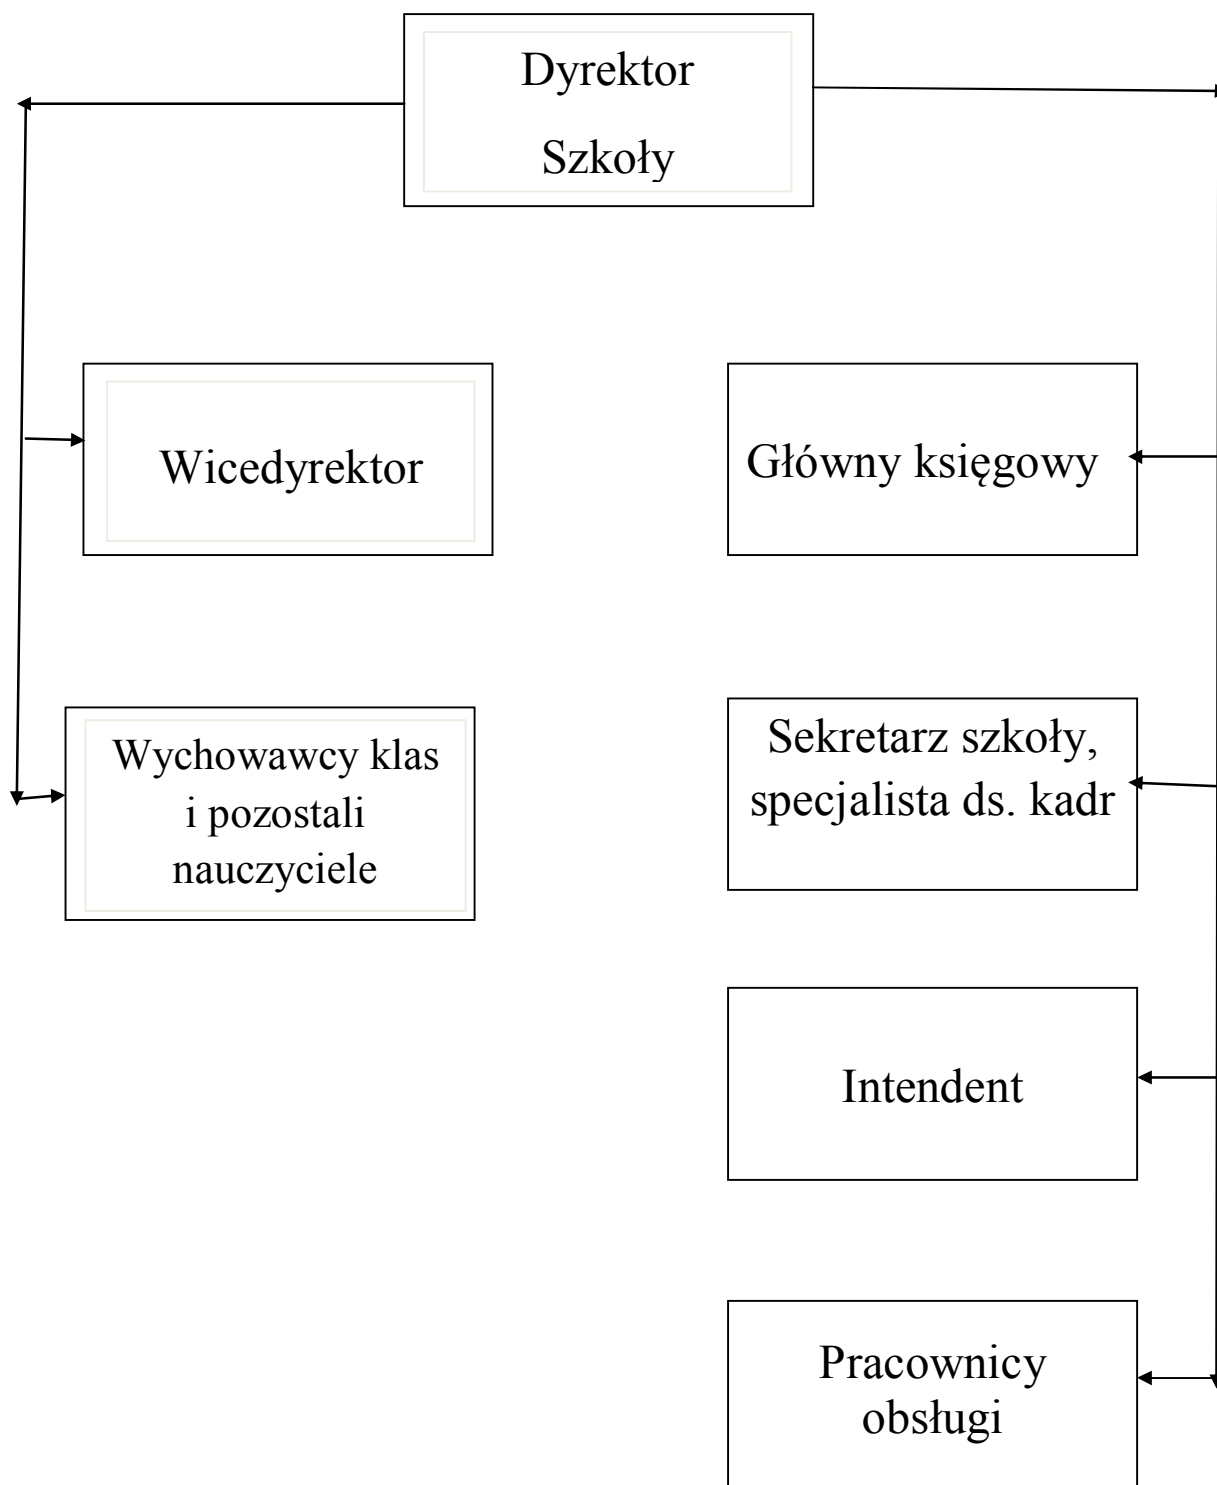 Dyrektor
Szkoły
Wicedyrektor
Główny księgowy
Wychowawcy klas
i pozostali
nauczyciele
Sekretarz szkoły,
specjalista ds. kadr
Intendent
Pracownicy
obsługi